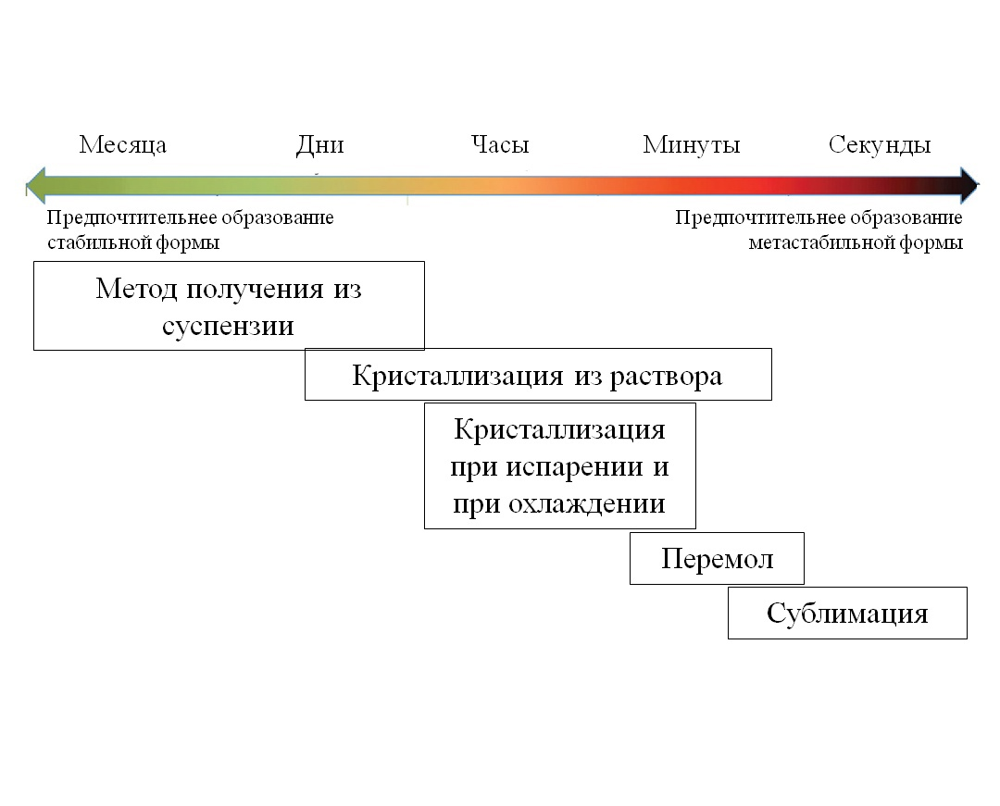 Месяца Дни Часы Минуты Секунды
Предпочтительнее образование
стабильной формы
Предпочтительнее образование
метастабильной формы
Метод получения из
суспензии
Кристаллизация из раствора
Кристаллизация
при испарении и
при охлаждении
Перемол
Сублимация